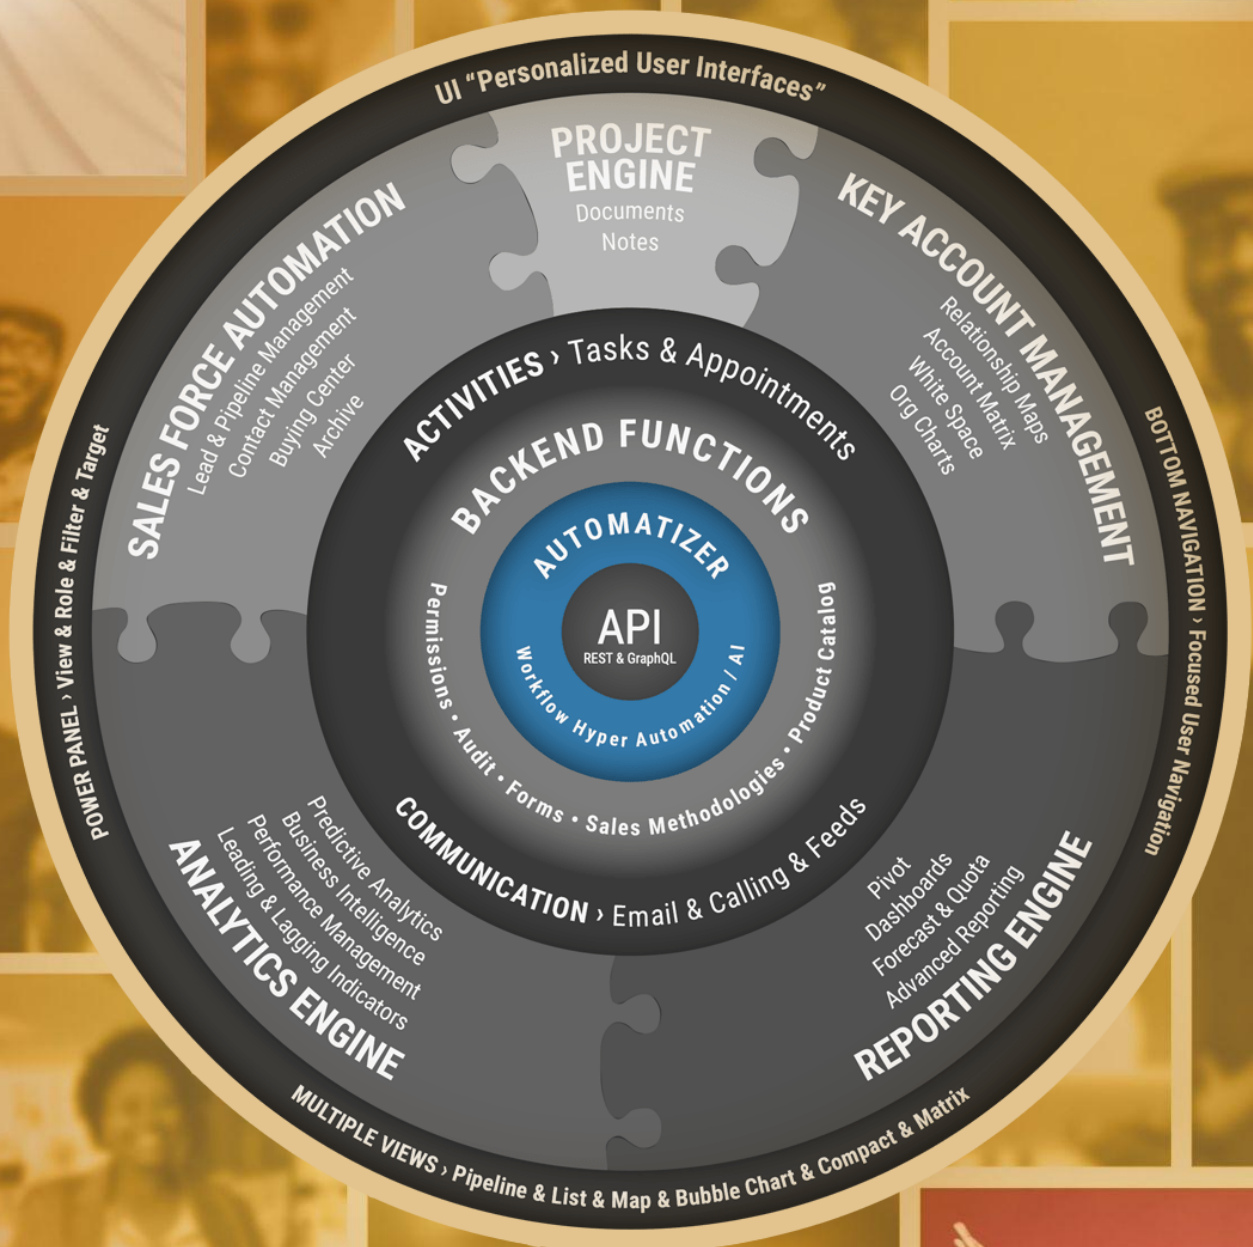 UI “Personalized User Interfaces”
PROJECT
ENGINE
Documents
Notes
SALES FORCE AUTOMATION
Lead & Pipeline Management
Contact Management
Buying Center
Archive
KEY ACCOUNT MANAGEMENT
Relationship Maps
Account Matrix
White Space
Org Charts
POWER PANEL › View & Role & Filter & Target
BOTTOM NAVIGATION › Focused User Navigation
ACTIVITIES › Tasks & Appointments
BACKEND FUNCTIONS
AUTOMATIZER
API
REST & GraphQL
Workflow Hyper Automation / AI
Permissions • Audit • Forms • Sales Methodologies • Product Catalog
COMMUNICATION › Email & Calling & Feeds
Predictive Analytics
Business Intelligence
Performance Management
Leading & Lagging Indicators
ANALYTICS ENGINE
Pivot
Dashboards
Forecast & Quota
Advanced Reporting
REPORTING ENGINE
MULTIPLE VIEWS › Pipeline & List & Map & Bubble Chart & Compact & Matrix